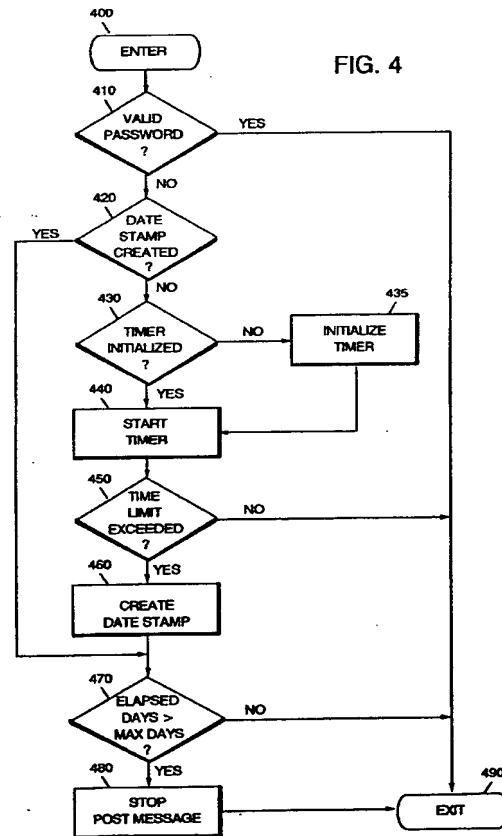 400
ENTER
FIG. 4
410
VALID
PASSWORD
?
YES
NO
420
DATE
STAMP
CREATED
?
YES
NO
430
TIMER
INITIALIZED
?
NO
435
INITIALIZE
TIMER
YES
440
START
TIMER
450
TIME
LIMIT
EXCEEDED
?
NO
YES
460
CREATE
DATE STAMP
470
ELAPSED
DAYS >
MAX DAYS
?
NO
YES
480
STOP
POST MESSAGE
490
EXIT